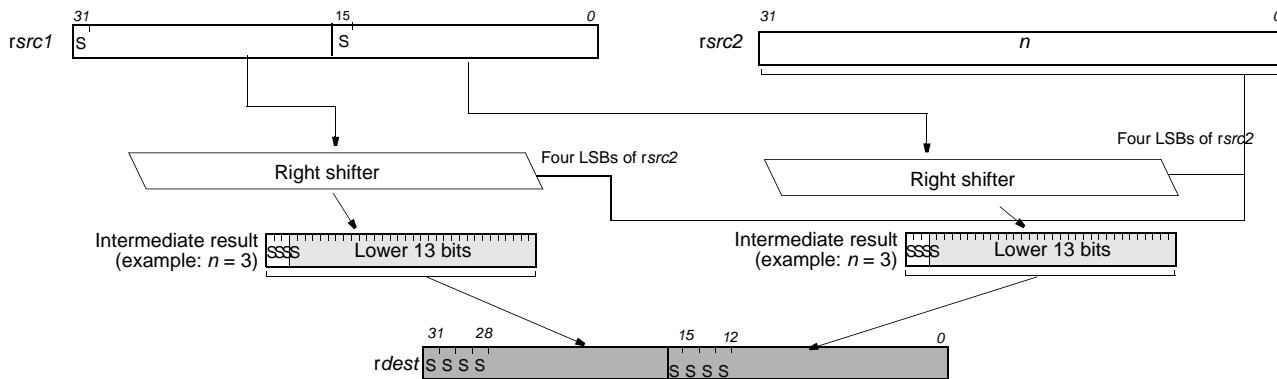 31 15 0 31 0
rsrc1 S S rsrc2 n
Four LSBs of rsrc2
Four LSBs of rsrc2
Right shifter Right shifter
Intermediate result
(example: n = 3)
SSSS Lower 13 bits
Intermediate result
(example: n = 3)
SSSS Lower 13 bits
31 28 15 12 0
rdest S S S S S S S S